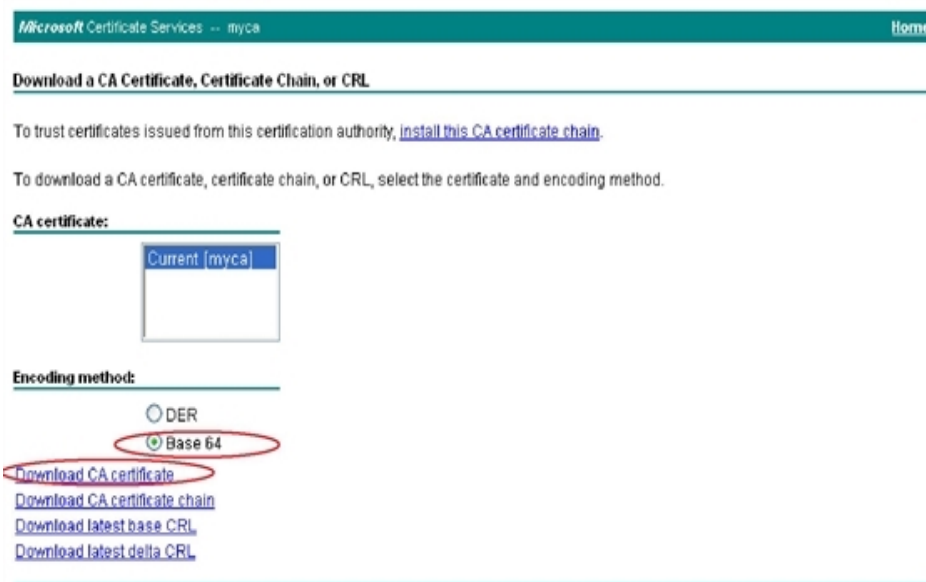 Microsoft Certificate Services -- myca Home
Download a CA Certificate, Certificate Chain, or CRL
To trust certificates issued from this certification authority, install this CA certificate chain.
To download a CA certificate, certificate chain, or CRL, select the certificate and encoding method.
CA certificate:
Current [myca]
Encoding method:
DER
Base 64
Download CA certificate
Download CA certificate chain
Download latest base CRL
Download latest delta CRL